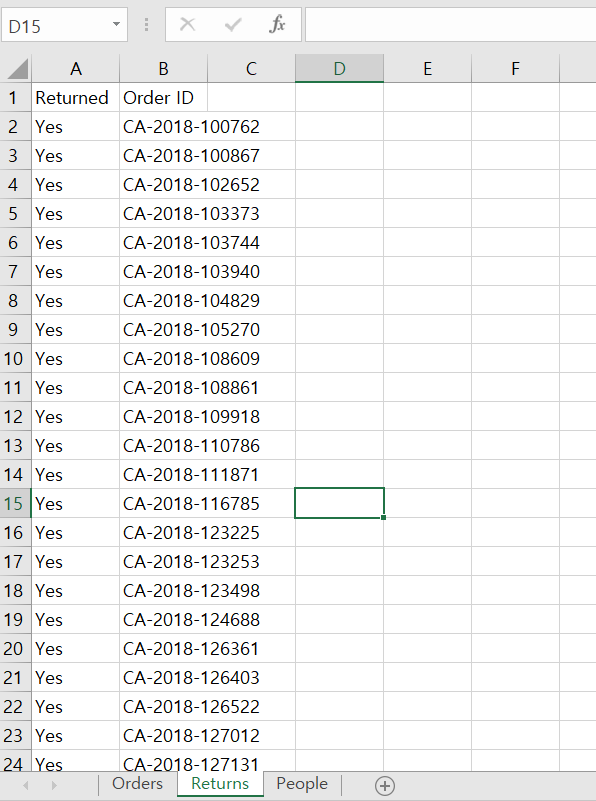 D15 fx
A B C D E F
1 Returned Order ID
2 Yes CA-2018-100762
3 Yes CA-2018-100867
4 Yes CA-2018-102652
5 Yes CA-2018-103373
6 Yes CA-2018-103744
7 Yes CA-2018-103940
8 Yes CA-2018-104829
9 Yes CA-2018-105270
10 Yes CA-2018-108609
11 Yes CA-2018-108861
12 Yes CA-2018-109918
13 Yes CA-2018-110786
14 Yes CA-2018-111871
15 Yes CA-2018-116785
16 Yes CA-2018-123225
17 Yes CA-2018-123253
18 Yes CA-2018-123498
19 Yes CA-2018-124688
20 Yes CA-2018-126361
21 Yes CA-2018-126403
22 Yes CA-2018-126522
23 Yes CA-2018-127012
24 Yes CA-2018-127131
Orders Returns People